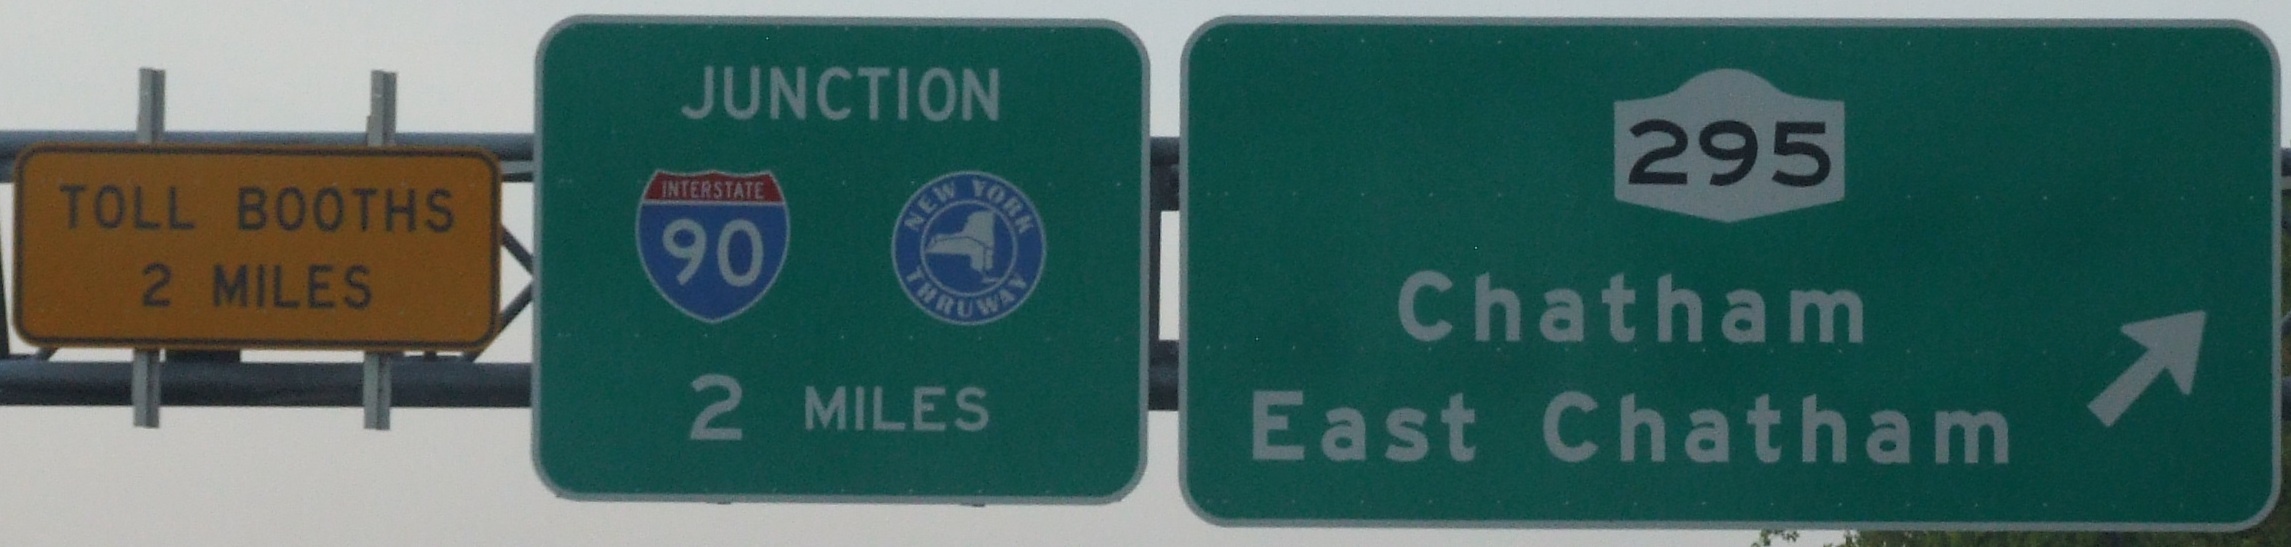 TOLL BOOTHS
2 MILES
JUNCTION
INTERSTATE
90
NEW YORK
THRUWAY
2 MILES
295
Chatham
East Chatham